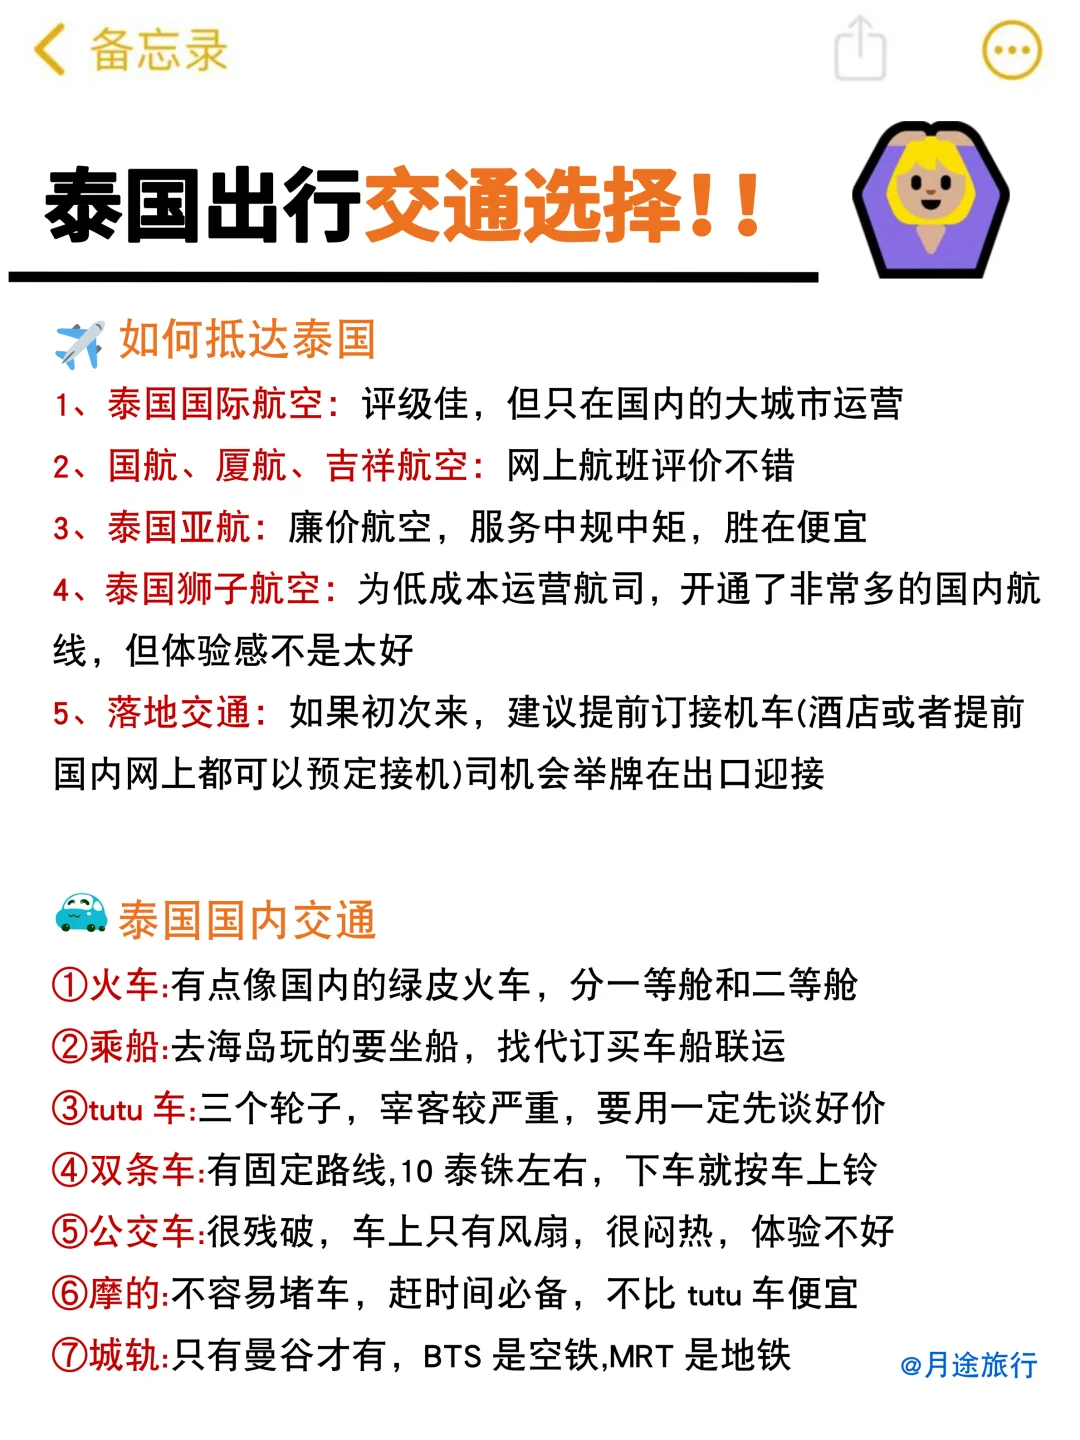 备忘录
泰国出行交通选择！！
如何抵达泰国
1、泰国国际航空：评级佳，但只在国内的大城市运营
2、国航、厦航、吉祥航空：网上航班评价不错
3、泰国亚航：廉价航空，服务中规中矩，胜在便宜
4、泰国狮子航空：为低成本运营航司，开通了非常多的国内航
线，但体验感不是太好
5、落地交通：如果初次来，建议提前订接机车(酒店或者提前
国内网上都可以预定接机)司机会举牌在出口迎接
泰国国内交通
①火车:有点像国内的绿皮火车，分一等舱和二等舱
②乘船:去海岛玩的要坐船，找代订买车船联运
③tutu 车:三个轮子，宰客较严重，要用一定先谈好价
④双条车:有固定路线,10 泰铢左右，下车就按车上铃
⑤公交车:很残破，车上只有风扇，很闷热，体验不好
⑥摩的:不容易堵车，赶时间必备，不比 tutu 车便宜
⑦城轨:只有曼谷才有，BTS 是空铁,MRT 是地铁
@月途旅行